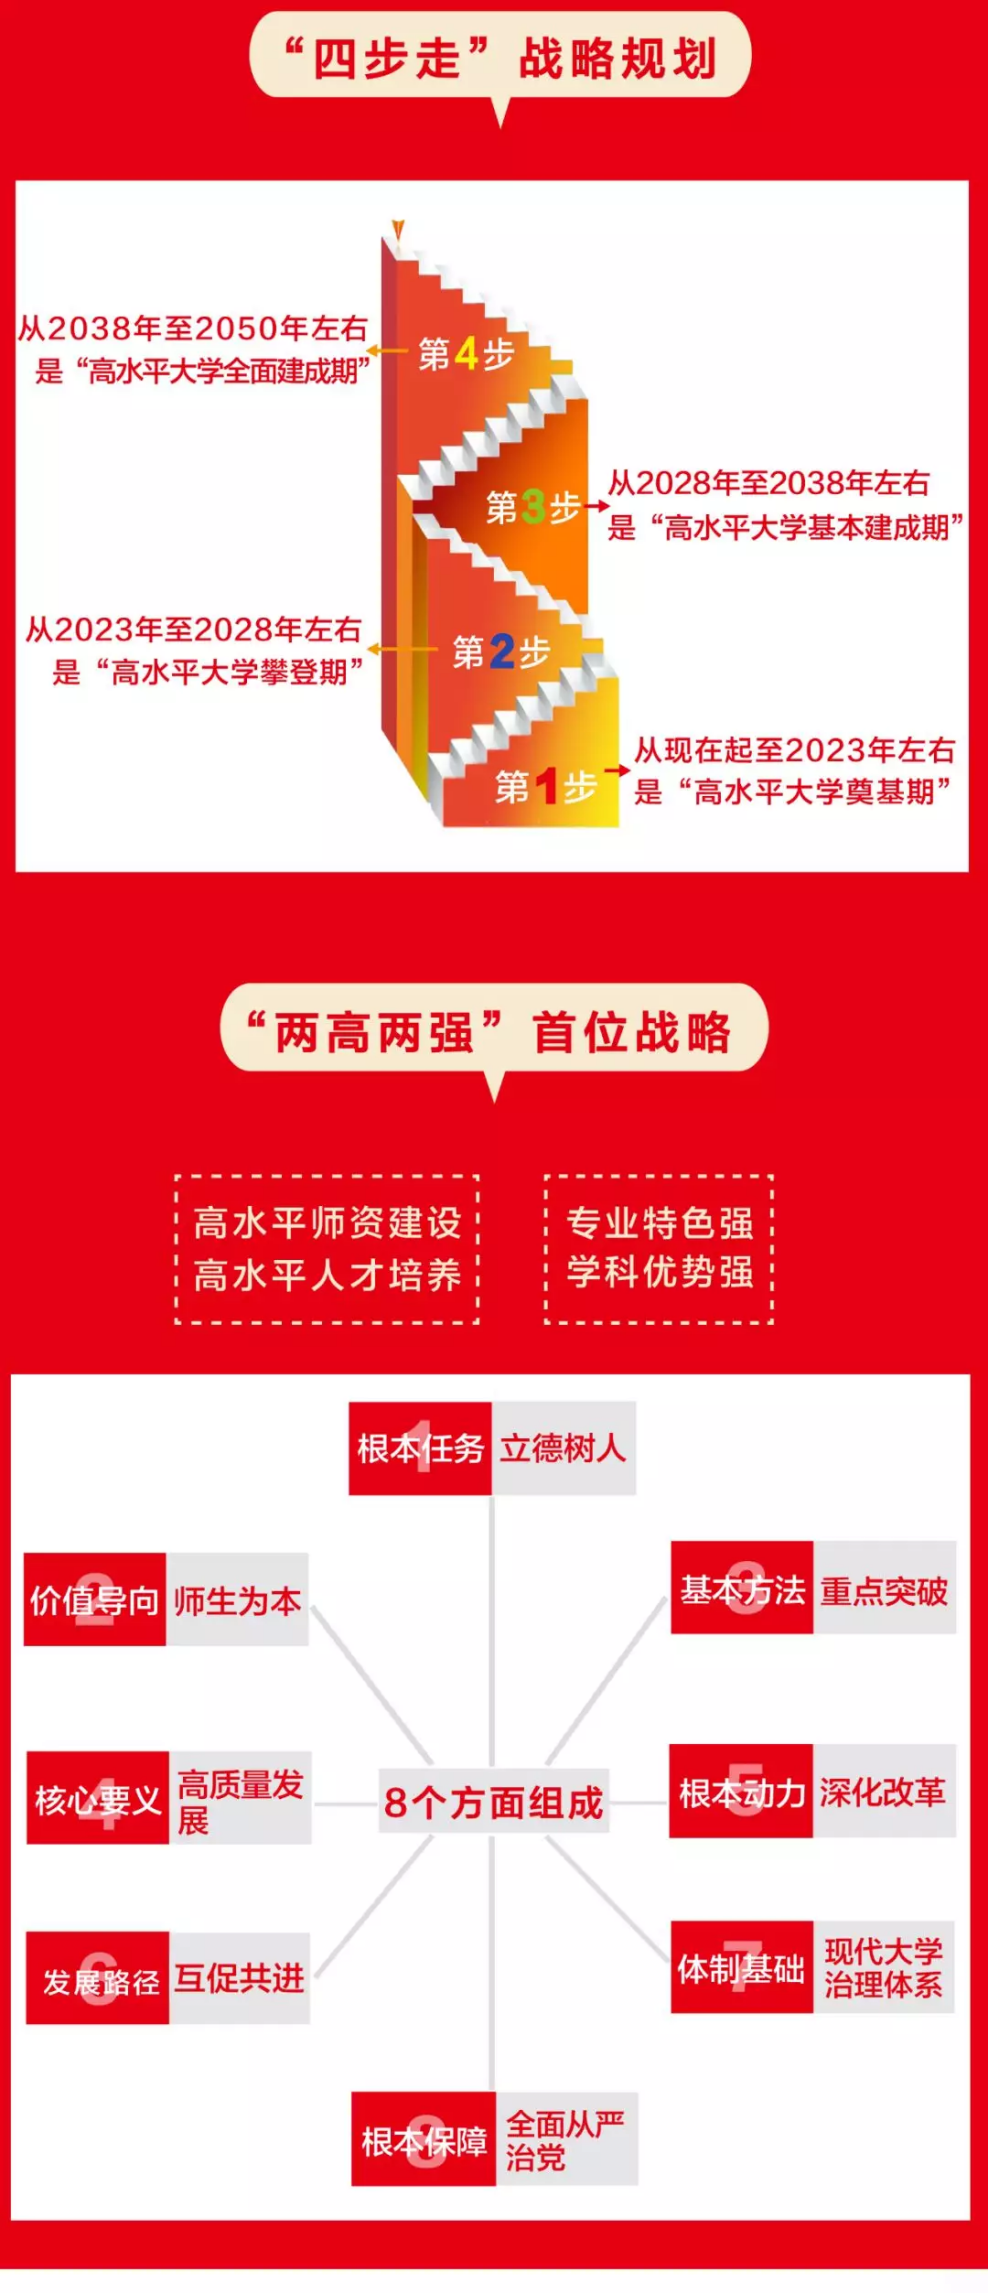 “四步走”战略规划
从2038年至2050年左右
是“高水平大学全面建成期”
第4步
第3步
从2028年至2038年左右
是“高水平大学基本建成期”
从2023年至2028年左右
是“高水平大学攀登期”
第2步
第1步
从现在起至2023年左右
是“高水平大学奠基期”
“两高两强”首位战略
高水平师资建设
高水平人才培养
专业特色强
学科优势强
1
根本任务
立德树人
2
价值导向
师生为本
3
基本方法
重点突破
4
核心要义
高质量发
展
8个方面组成
5
根本动力
深化改革
6
发展路径
互促共进
7
体制基础
现代大学
治理体系
8
根本保障
全面从严
治党